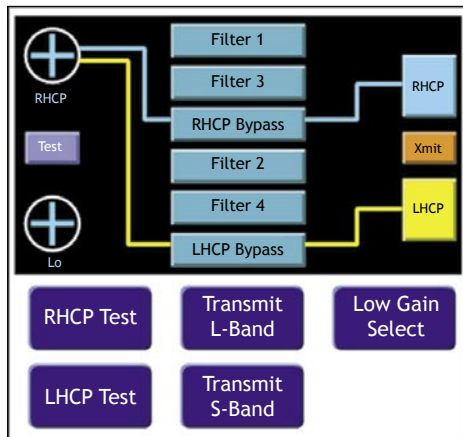 Filter 1
Filter 3
RHCP
RHCP
RHCP Bypass
Test
Filter 2
Xmit
Filter 4
LHCP
LHCP Bypass
Lo
RHCP Test
Transmit
L-Band
Low Gain
Select
LHCP Test
Transmit
S-Band